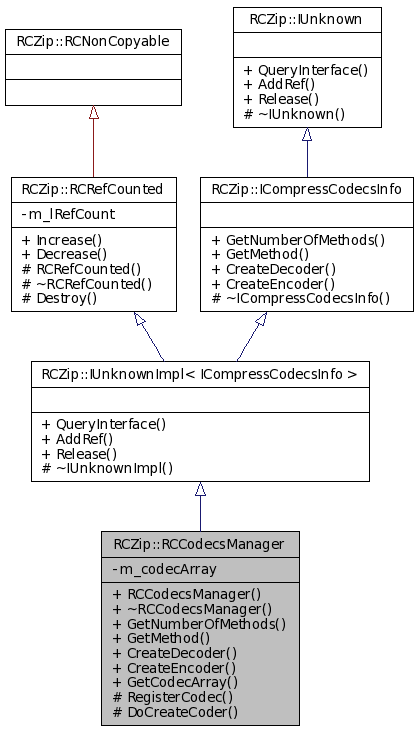 RCZip::RCNonCopyable
RCZip::IUnknown
+ QueryInterface()
+ AddRef()
+ Release()
# ~IUnknown()
RCZip::RCRefCounted
- m_lRefCount
+ Increase()
+ Decrease()
# RCRefCounted()
# ~RCRefCounted()
# Destroy()
RCZip::ICompressCodecsInfo
+ GetNumberOfMethods()
+ GetMethod()
+ CreateDecoder()
+ CreateEncoder()
# ~ICompressCodecsInfo()
RCZip::IUnknownImpl< ICompressCodecsInfo >
+ QueryInterface()
+ AddRef()
+ Release()
# ~IUnknownImpl()
RCZip::RCCodecsManager
- m_codecArray
+ RCCodecsManager()
+ ~RCCodecsManager()
+ GetNumberOfMethods()
+ GetMethod()
+ CreateDecoder()
+ CreateEncoder()
+ GetCodecArray()
# RegisterCodec()
# DoCreateCoder()